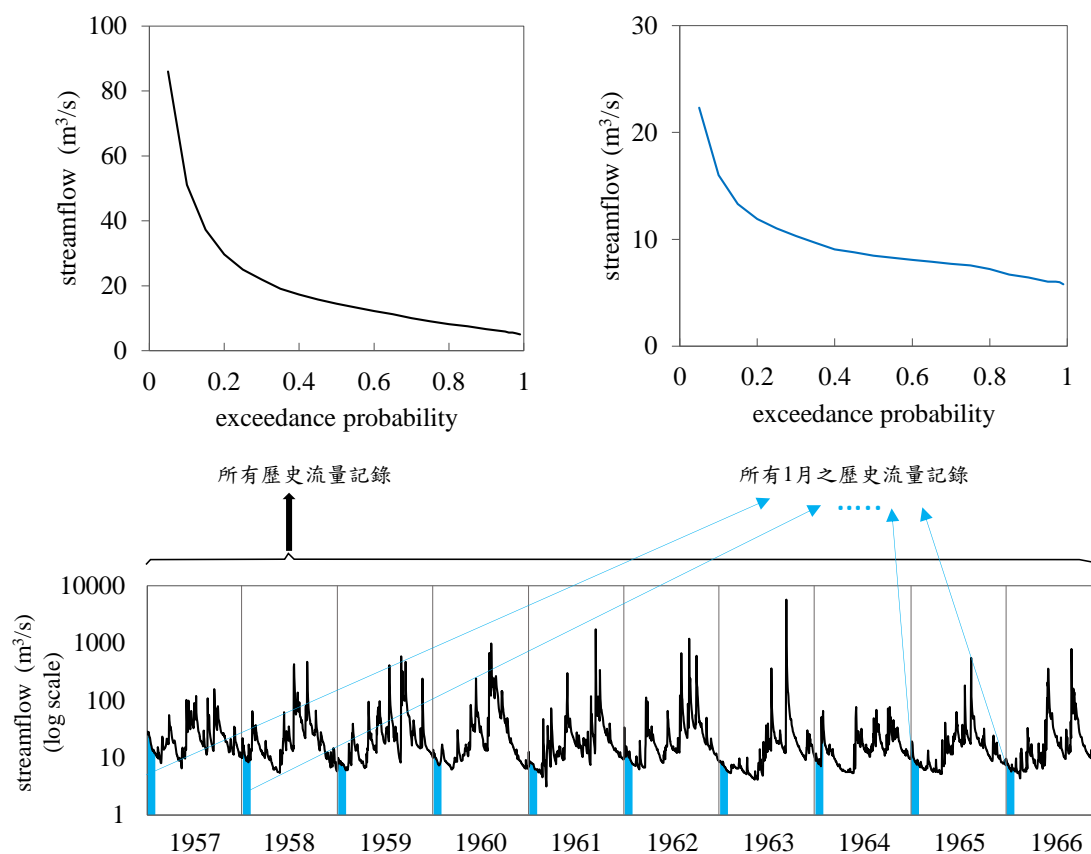 100
80
60
40
20
0
streamflow (m³/s)
0 0.2 0.4 0.6 0.8 1
exceedance probability
30
20
10
0
streamflow (m³/s)
0 0.2 0.4 0.6 0.8 1
exceedance probability
所有歷史流量記錄
所有1月之歷史流量記錄
10000
1000
100
10
1
streamflow (m³/s)
(log scale)
1957 1958 1959 1960 1961 1962 1963 1964 1965 1966